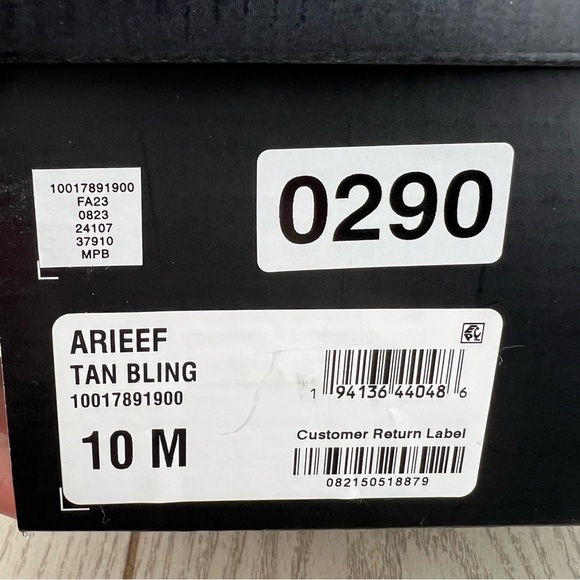 10017891900
FA23
0823
24107
37910
MPB
0290
ARIEEF
TAN BLING
10017891900
10 M
1 94136 44048 6
Customer Return Label
082150518879